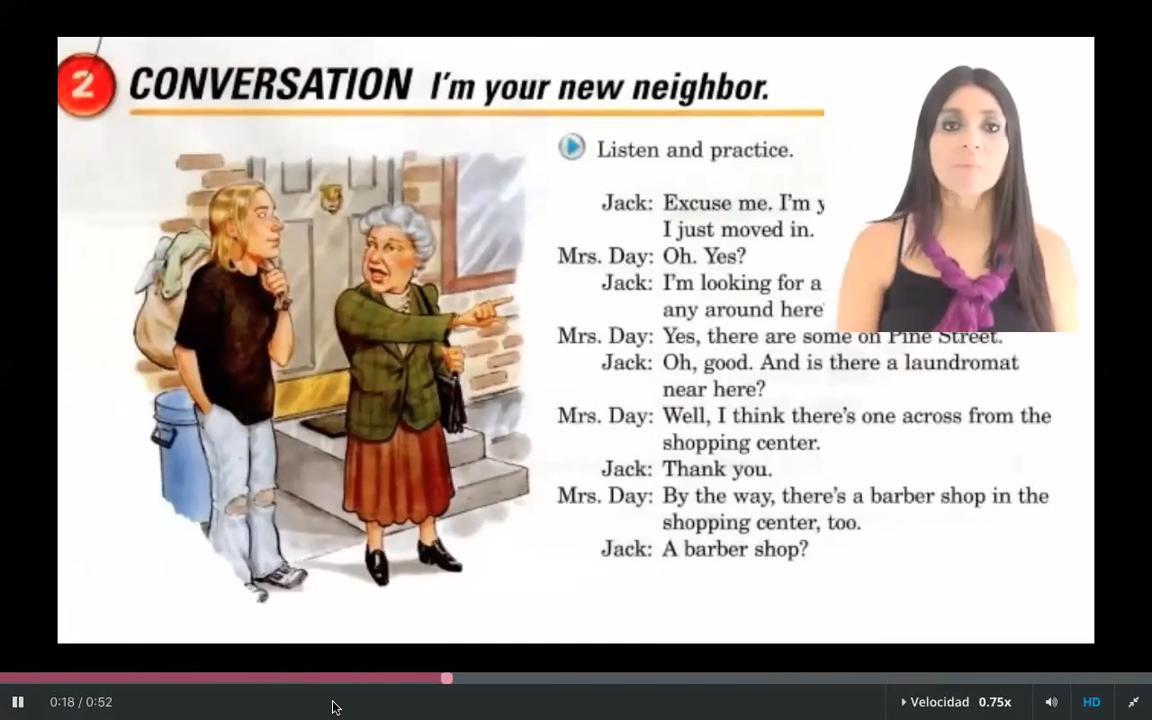 2 CONVERSATION I'm your new neighbor.
Listen and practice.
Jack: Excuse me. I'm
I just moved in.
Mrs. Day: Oh. Yes?
Jack: I'm looking for a
any around here
Mrs. Day: Yes, there are some on Pine Street.
Jack: Oh, good. And is there a laundromat
near here?
Mrs. Day: Well, I think there's one across from the
shopping center.
Jack: Thank you.
Mrs. Day: By the way, there's a barber shop in the
shopping center, too.
Jack: A barber shop?
0:18 / 0:52
Velocidad 0.75x
HD